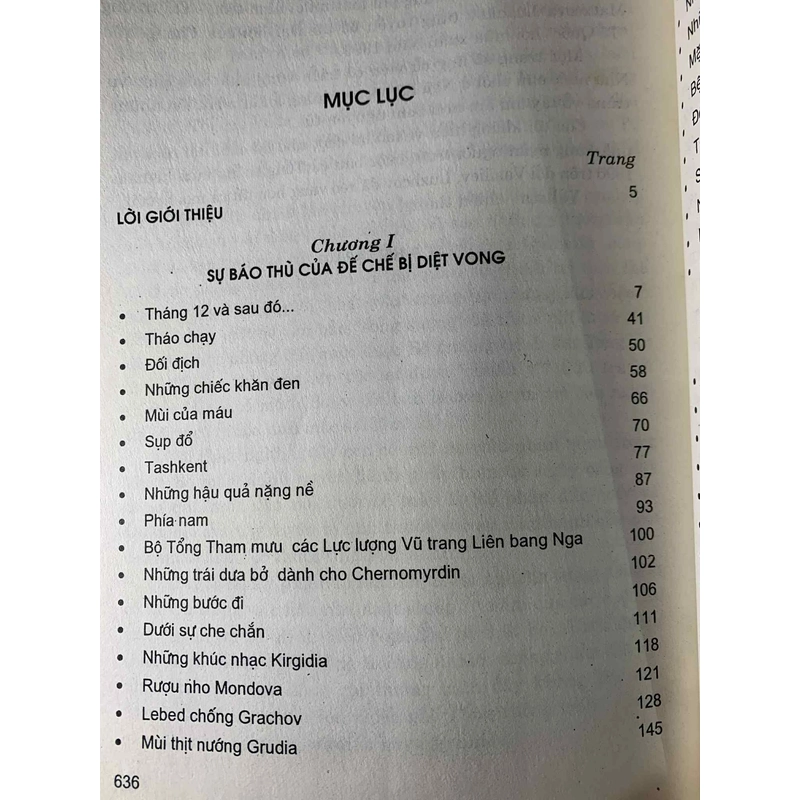 MỤC LỤC
Trang
LỜI GIỚI THIỆU 5
Chương I
SỰ BÁO THÙ CỦA ĐẾ CHẾ BỊ DIỆT VONG
• Tháng 12 và sau đó... 7
• Tháo chạy 41
• Đối địch 50
• Những chiếc khăn đen 58
• Mùi của máu 66
• Sụp đổ 70
• Tashkent 77
• Những hậu quả nặng nề 87
• Phía nam 93
• Bộ Tổng Tham mưu các Lực lượng Vũ trang Liên bang Nga 100
• Những trái dưa bở dành cho Chernomyrdin 102
• Những bước đi 106
• Dưới sự che chắn 111
• Những khúc nhạc Kirgidia 118
• Rượu nho Mondova 121
• Lebed chống Grachov 128
• Mùi thịt nướng Grudia 145
636